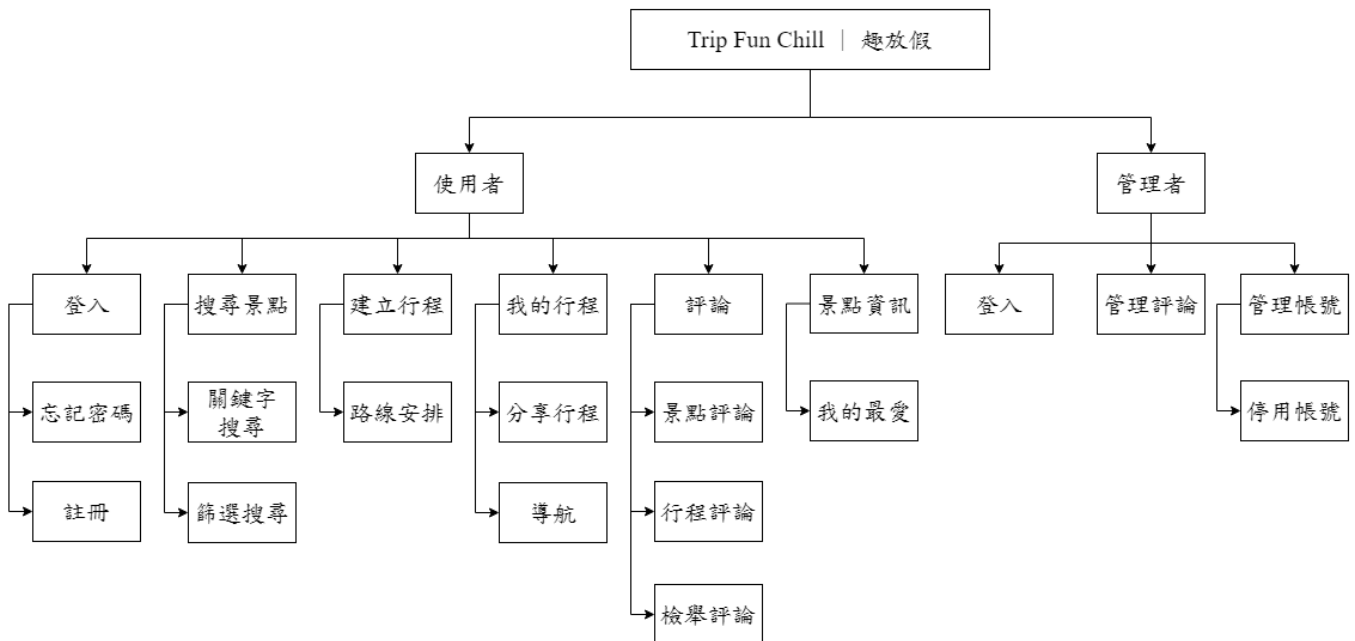 Trip Fun Chill｜趣放假
使用者
管理者
登入
搜尋景點
建立行程
我的行程
評論
景點資訊
登入
管理評論
管理帳號
忘記密碼
關鍵字
搜尋
路線安排
分享行程
景點評論
我的最愛
停用帳號
註冊
篩選搜尋
導航
行程評論
檢舉評論